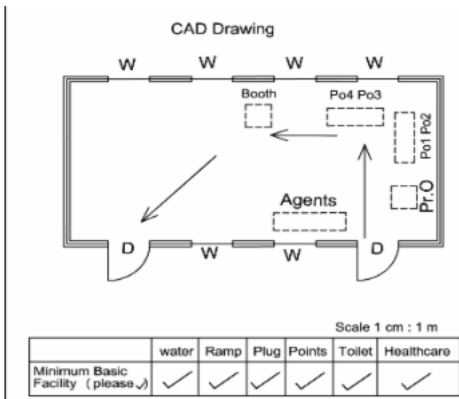 CAD Drawing
W W W W
Booth Po4 Po3
Po1 Po2
Pr.O
Agents
D W W D
Scale 1 cm : 1 m
water Ramp Plug Points Toilet Healthcare
Minimum Basic
Facility (please ✓) ✓ ✓ ✓ ✓ ✓ ✓